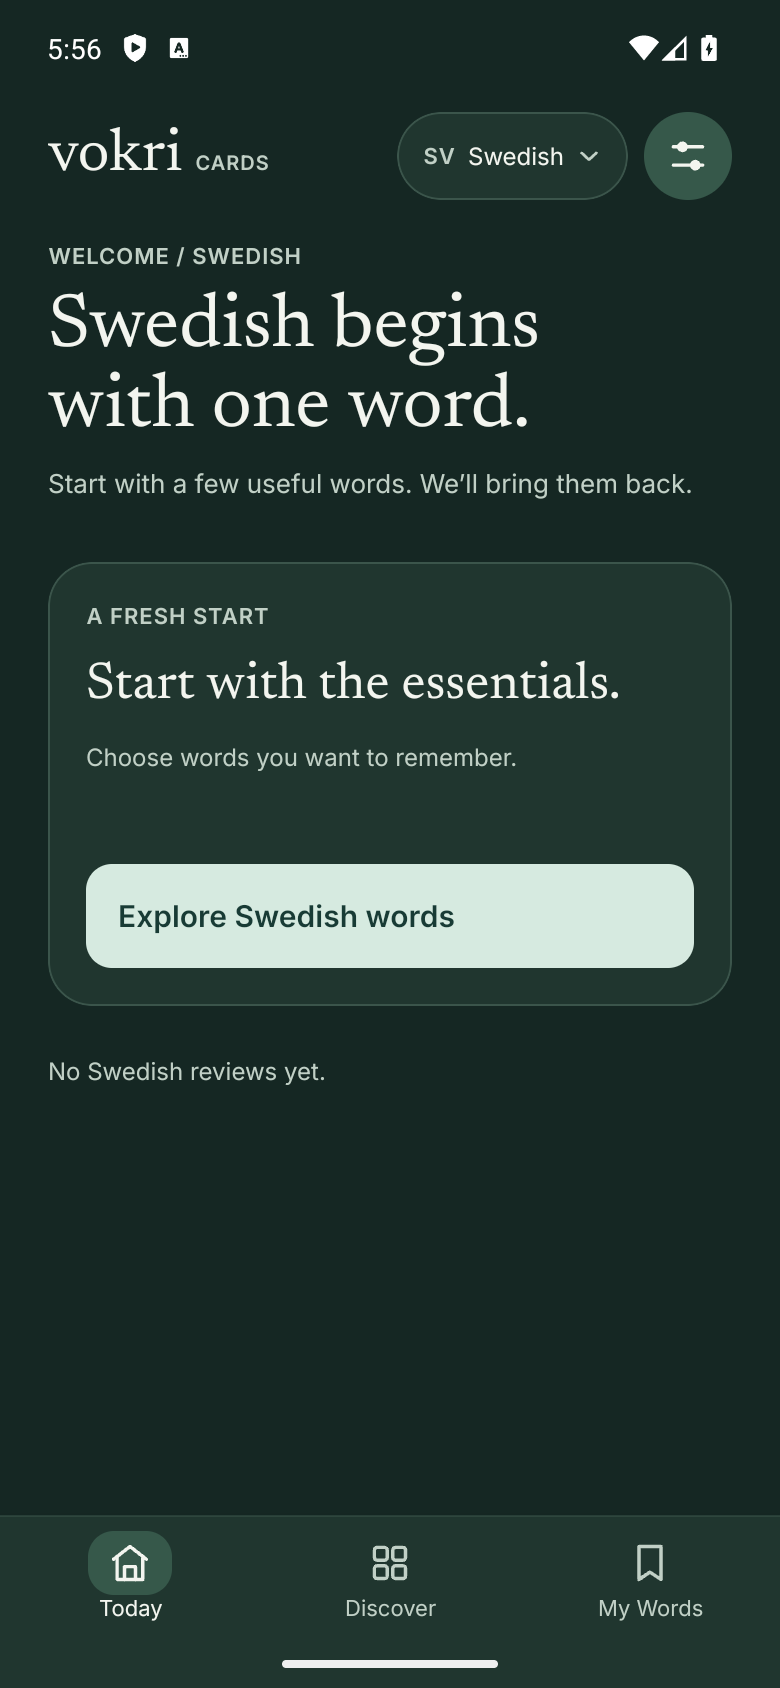 5:56
vokri CARDS
SV Swedish
WELCOME / SWEDISH
Swedish begins
with one word.
Start with a few useful words. We’ll bring them back.
A FRESH START
Start with the essentials.
Choose words you want to remember.
Explore Swedish words
No Swedish reviews yet.
Today
Discover
My Words